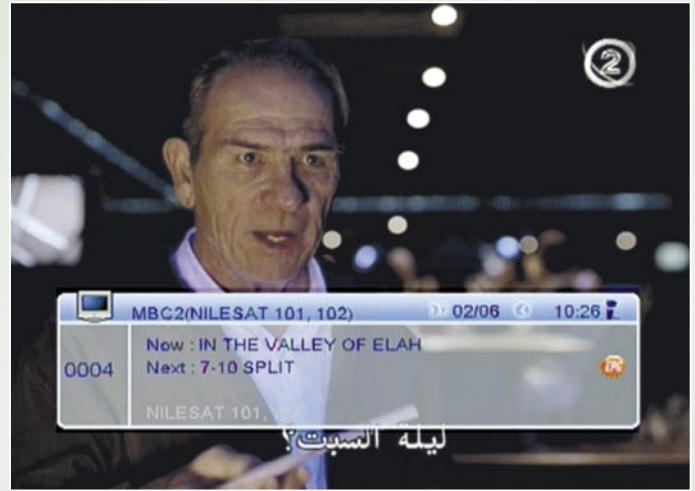 2
MBC2(NILESAT 101, 102) 02/06 10:26
0004
Now : IN THE VALLEY OF ELAH
Next : 7-10 SPLIT
EPG
NILESAT 101,
ليلة السبت؟